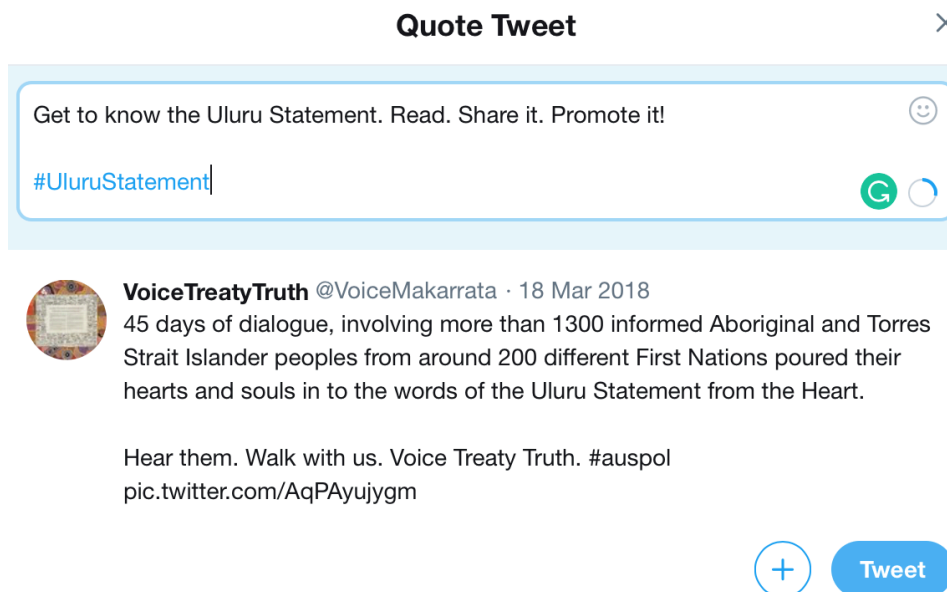 Quote Tweet
Get to know the Uluru Statement. Read. Share it. Promote it!
#UluruStatement
VoiceTreatyTruth @VoiceMakarrata · 18 Mar 2018
45 days of dialogue, involving more than 1300 informed Aboriginal and Torres
Strait Islander peoples from around 200 different First Nations poured their
hearts and souls in to the words of the Uluru Statement from the Heart.
Hear them. Walk with us. Voice Treaty Truth. #auspol
pic.twitter.com/AqPAyujygm
Tweet